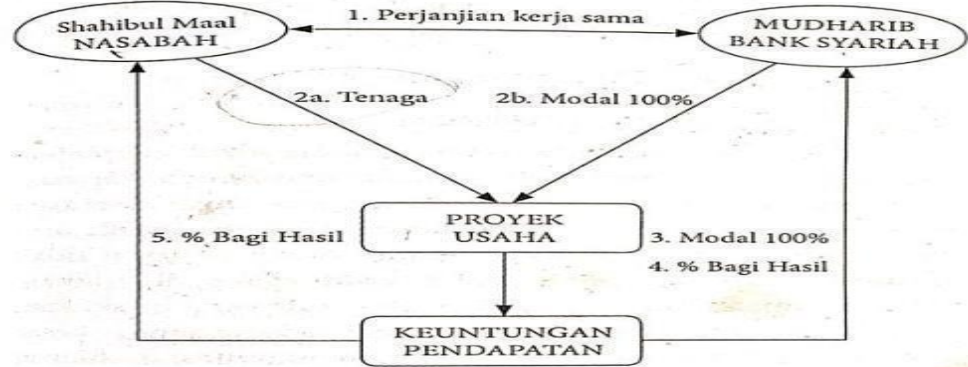 Shahibul Maal
NASABAH
1. Perjanjian kerja sama
MUDHARIB
BANK SYARIAH
2a. Tenaga
2b. Modal 100%
PROYEK
USAHA
5. % Bagi Hasil
3. Modal 100%
4. % Bagi Hasil
KEUNTUNGAN
PENDAPATAN